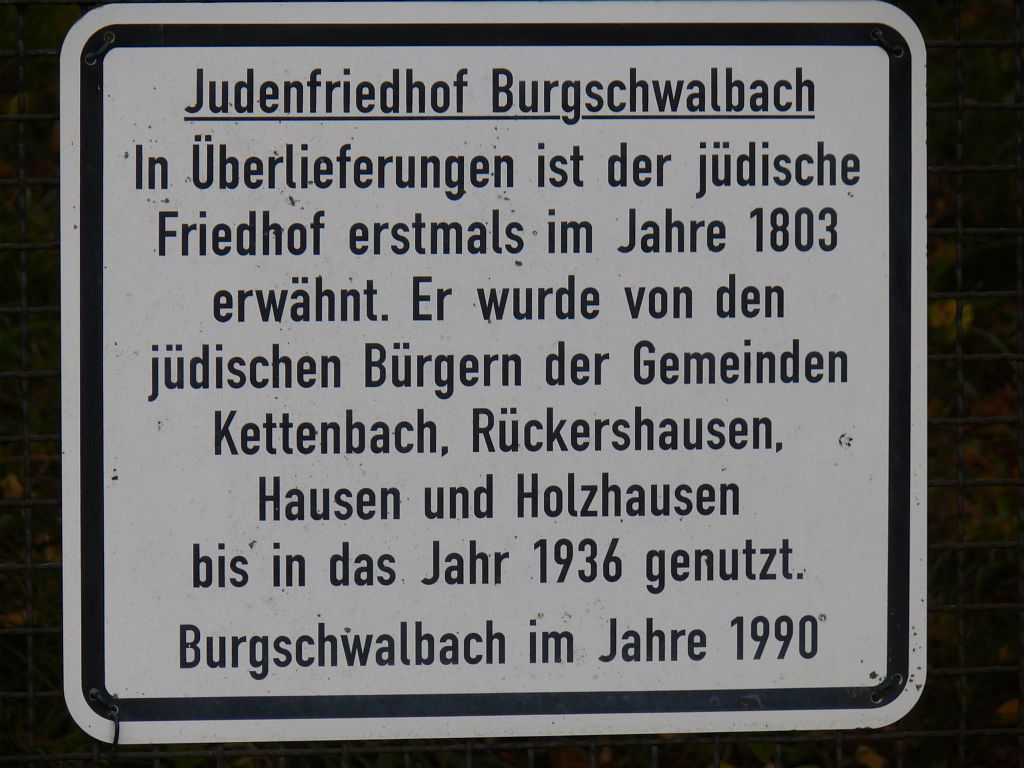 Judenfriedhof Burgschwalbach
In Überlieferungen ist der jüdische
Friedhof erstmals im Jahre 1803
erwähnt. Er wurde von den
jüdischen Bürgern der Gemeinden
Kettenbach, Rückershausen,
Hausen und Holzhausen
bis in das Jahr 1936 genutzt.
Burgschwalbach im Jahre 1990